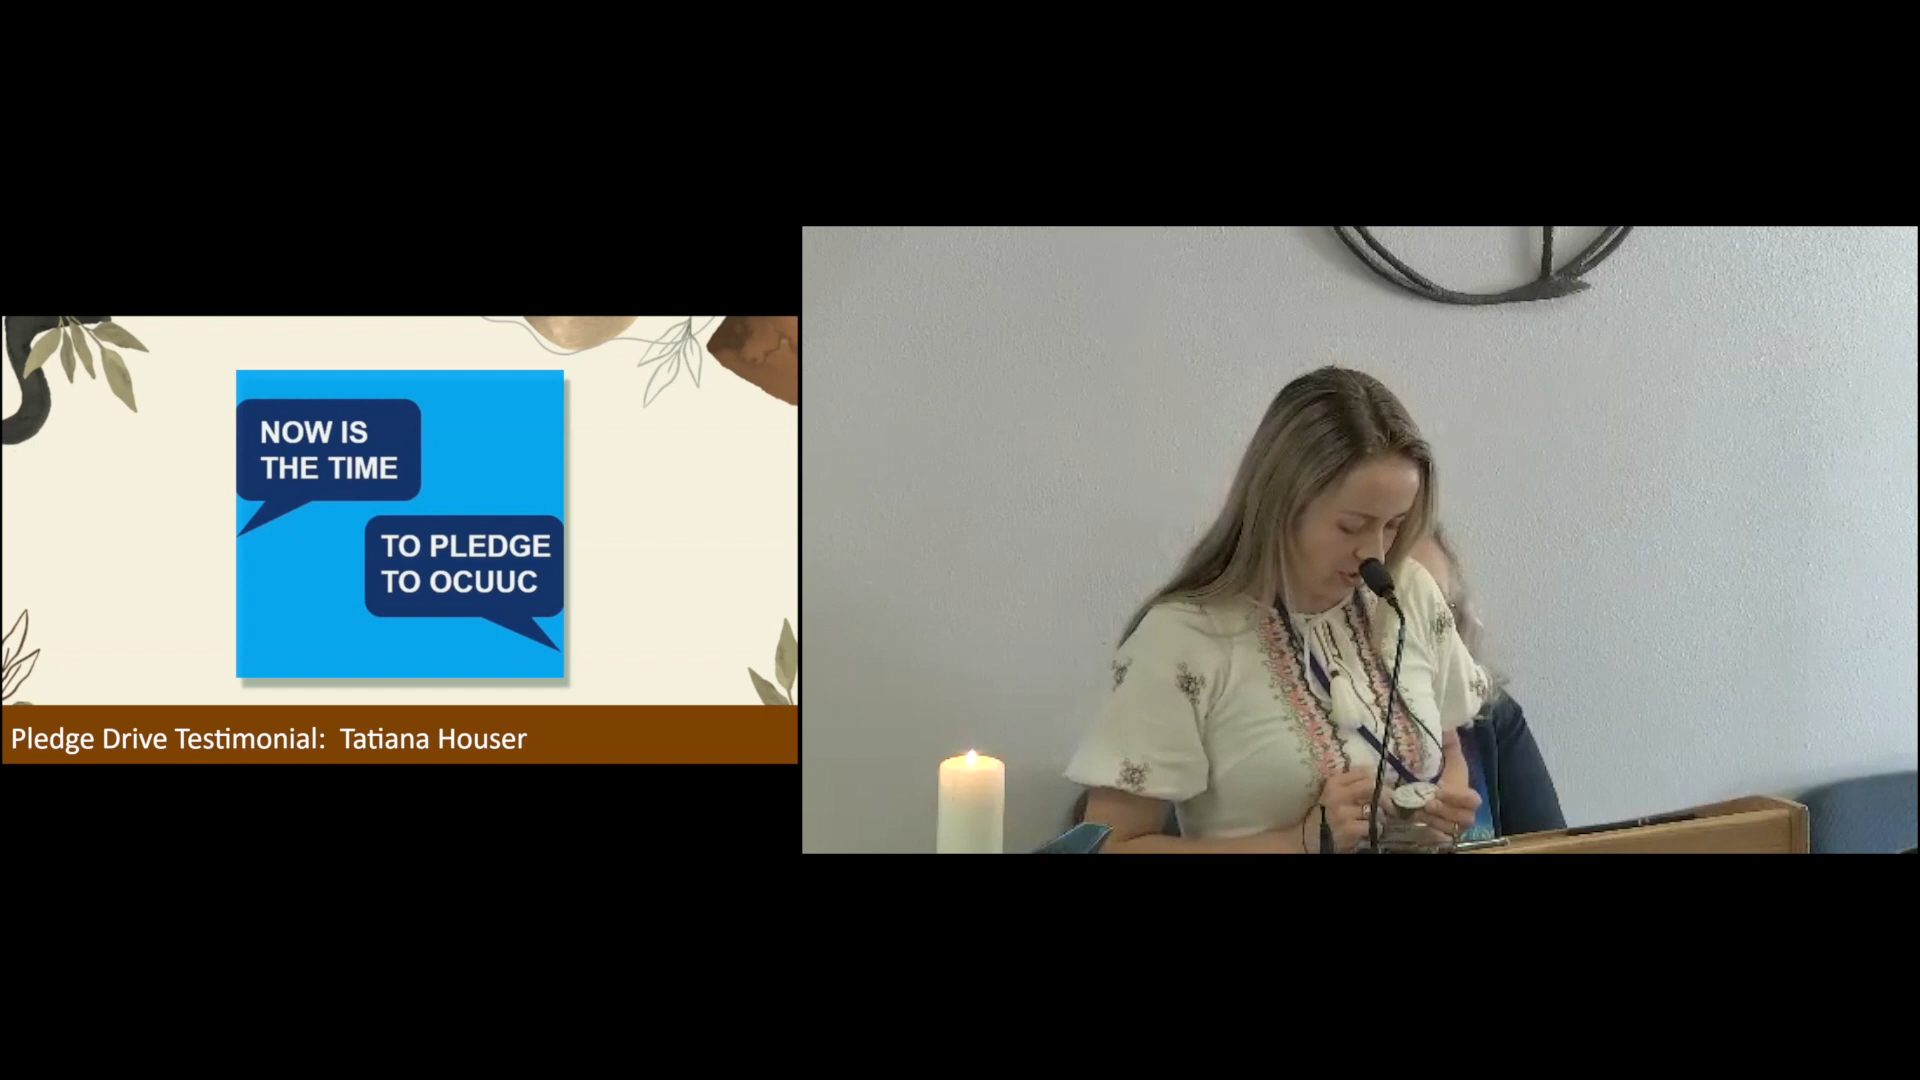 NOW IS
THE TIME
TO PLEDGE
TO OCUUC
Pledge Drive Testimonial:  Tatiana Houser